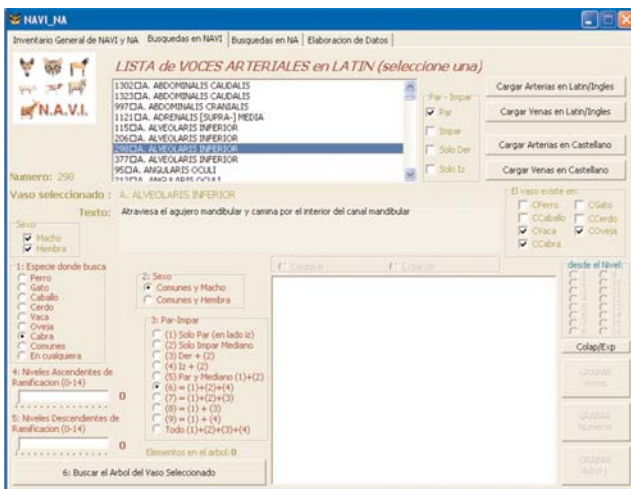 NAVI_NA
Inventario General de NAVI y NA
Busquedas en NAVI
Busquedas en NA
Elaboracion de Datos
N.A.V.I.
LISTA de VOCES ARTERIALES en LATIN (seleccione una)
1302□A. ABDOMINALIS CAUDALIS
1323□A. ABDOMINALIS CAUDALIS
997□A. ABDOMINALIS CRANIALIS
1121□A. ADRENALIS [SUPRA-] MEDIA
115□A. ALVEOLARIS INFERIOR
206□A. ALVEOLARIS INFERIOR
298□A. ALVEOLARIS INFERIOR
377□A. ALVEOLARIS INFERIOR
95□A. ANGULARIS OCULI
212□A. ANGULARIS OCULI
Par - Impar
Par
Impar
Solo Der
Solo Iz
Cargar Arterias en Latin/Ingles
Cargar Venas en Latin/Ingles
Cargar Arterias en Castellano
Cargar Venas en Castellano
Numero: 298
Vaso seleccionado : A. ALVEOLARIS INFERIOR
Texto: Atraviesa el agujero mandibular y camina por el interior del canal mandibular
Sexo
Macho
Hembra
El vaso existe en:
CPerro
CGato
CCaballo
CCerdo
CVaca
COveja
CCabra
1: Especie donde busca
Perro
Gato
Caballo
Cerdo
Vaca
Oveja
Cabra
Comunes
En cualquiera
2: Sexo
Comunes y Macho
Comunes y Hembra
3: Par-Impar
(1) Solo Par (en lado iz)
(2) Solo Impar Mediano
(3) Der + (2)
(4) Iz + (2)
(5) Par y Mediano (1)+(2)
(6) = (1)+(2)+(4)
(7) = (1)+(2)+(3)
(8) = (1) + (3)
(9) = (1) + (4)
Todo (1)+(2)+(3)+(4)
Elementos en el arbol: 0
4: Niveles Ascendentes de
Ramificacion (0-14)
0
5: Niveles Descendientes de
Ramificacion (0-14)
0
6: Buscar el Arbol del Vaso Seleccionado
Colapsar
Expandir
desde el Nivel:
Colap/Exp
GRABAR
Voces
GRABAR
Numeros
GRABAR